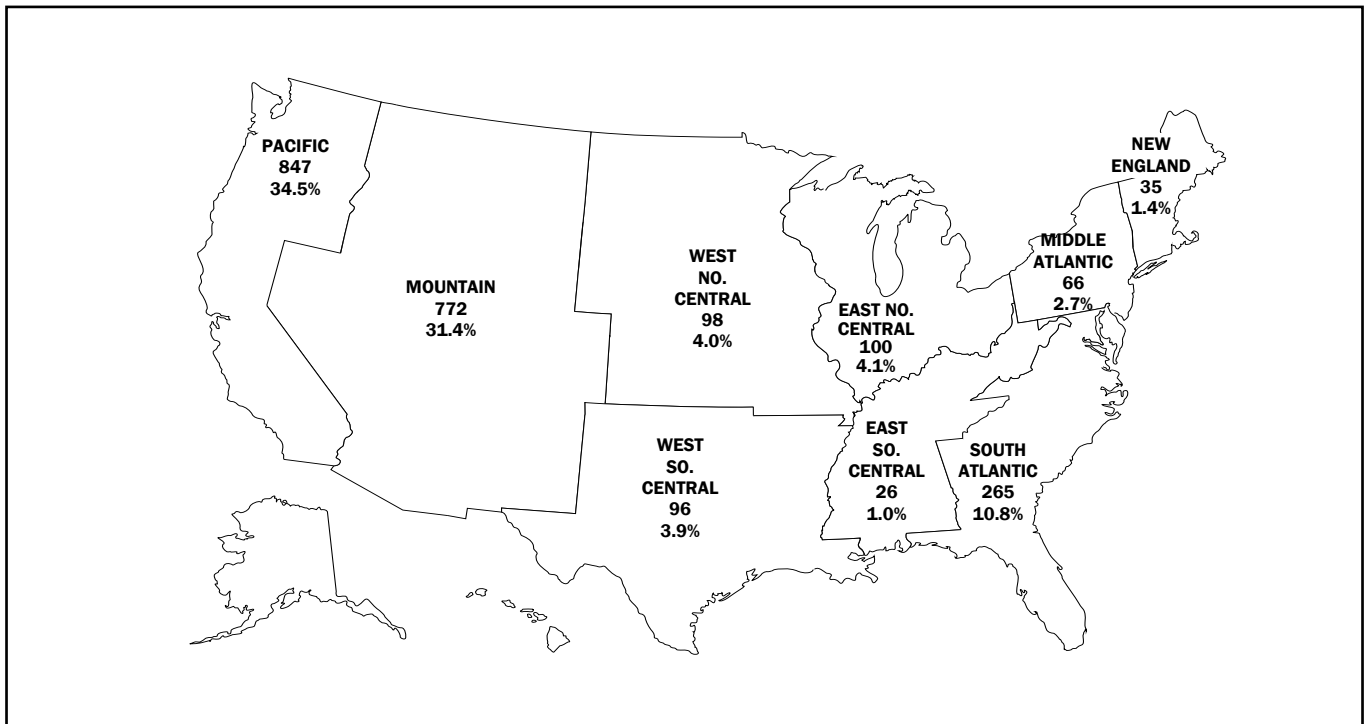 PACIFIC
847
34.5%
MOUNTAIN
772
31.4%
WEST
NO.
CENTRAL
98
4.0%
WEST
SO.
CENTRAL
96
3.9%
EAST NO.
CENTRAL
100
4.1%
EAST
SO.
CENTRAL
26
1.0%
SOUTH
ATLANTIC
265
10.8%
MIDDLE
ATLANTIC
66
2.7%
NEW
ENGLAND
35
1.4%